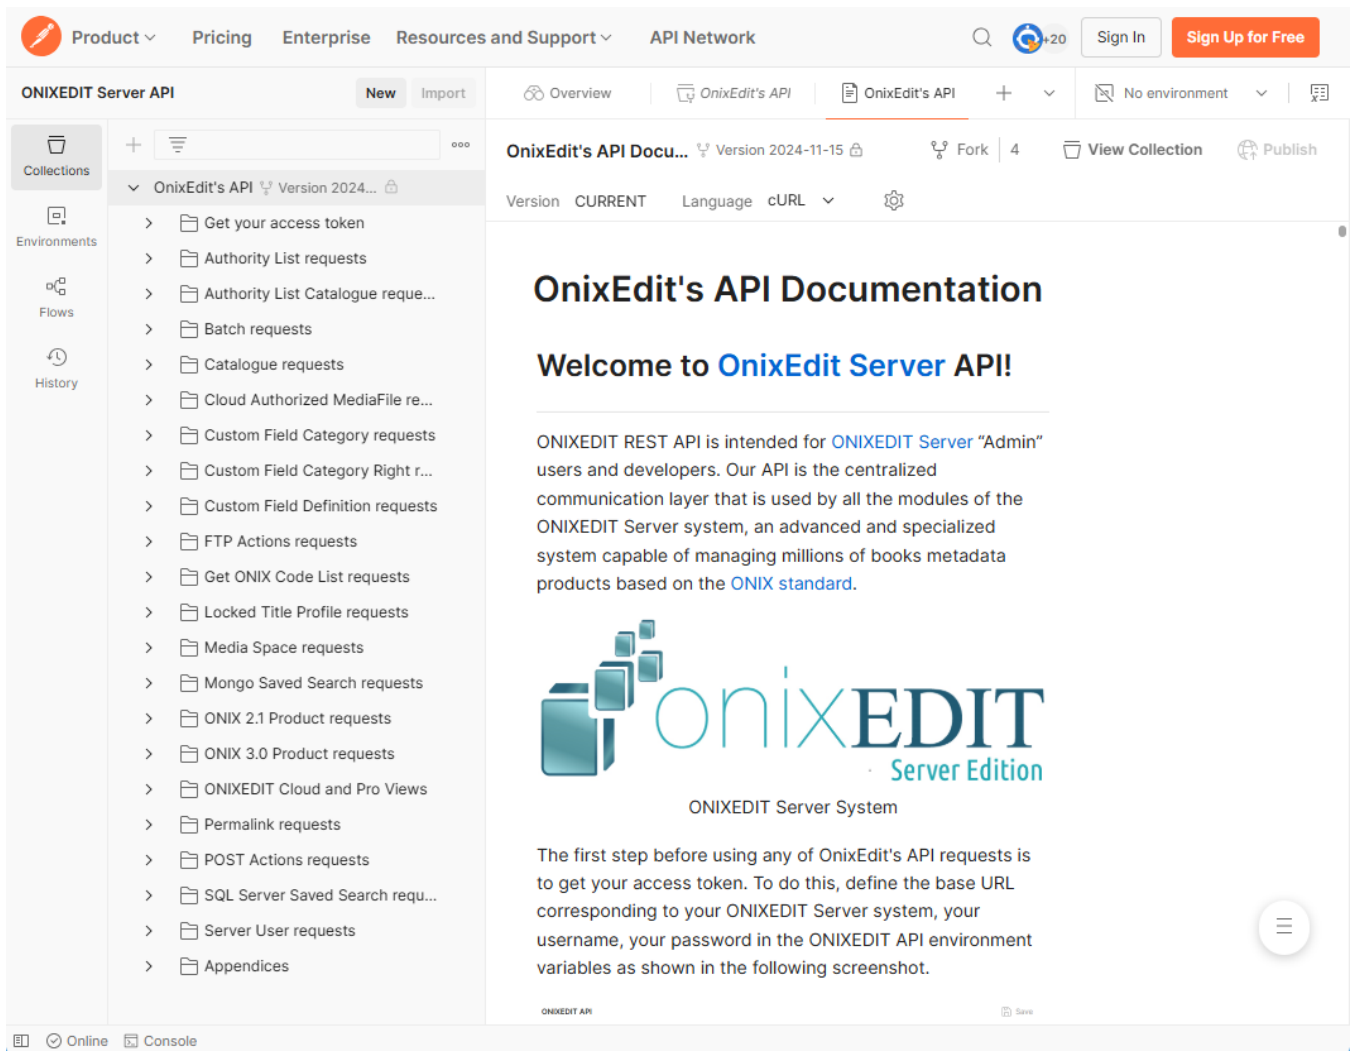 Product Pricing Enterprise Resources and Support API Network +20 Sign In Sign Up for Free
ONIXEDIT Server API New Import
Overview OnixEdit's API OnixEdit's API No environment
Collections
Environments
Flows
History
OnixEdit's API Version 2024...
Get your access token
Authority List requests
Authority List Catalogue reque...
Batch requests
Catalogue requests
Cloud Authorized MediaFile re...
Custom Field Category requests
Custom Field Category Right r...
Custom Field Definition requests
FTP Actions requests
Get ONIX Code List requests
Locked Title Profile requests
Media Space requests
Mongo Saved Search requests
ONIX 2.1 Product requests
ONIX 3.0 Product requests
ONIXEDIT Cloud and Pro Views
Permalink requests
POST Actions requests
SQL Server Saved Search requ...
Server User requests
Appendices
OnixEdit's API Docu... Version 2024-11-15 Fork 4 View Collection Publish
Version CURRENT Language cURL
OnixEdit's API Documentation
Welcome to OnixEdit Server API!
ONIXEDIT REST API is intended for ONIXEDIT Server “Admin”
users and developers. Our API is the centralized
communication layer that is used by all the modules of the
ONIXEDIT Server system, an advanced and specialized
system capable of managing millions of books metadata
products based on the ONIX standard.
onixEDIT
Server Edition
ONIXEDIT Server System
The first step before using any of OnixEdit's API requests is
to get your access token. To do this, define the base URL
corresponding to your ONIXEDIT Server system, your
username, your password in the ONIXEDIT API environment
variables as shown in the following screenshot.
ONIXEDIT API Save
Online Console